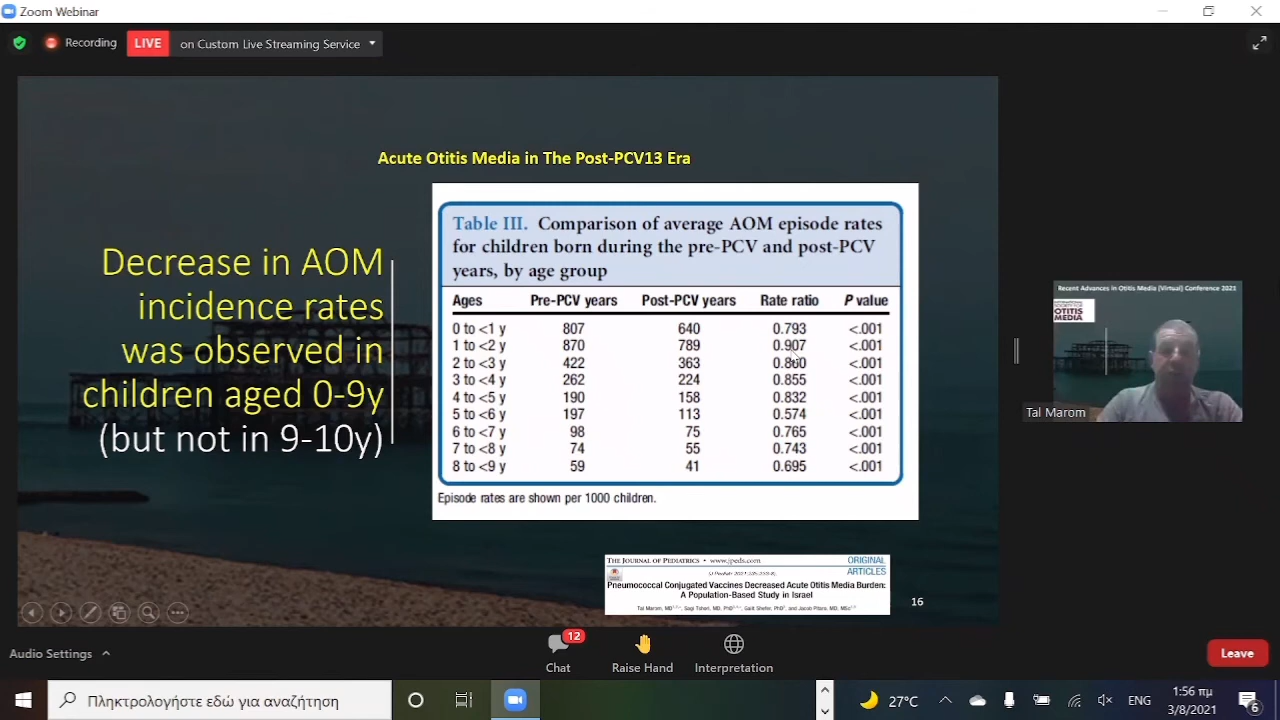 Zoom Webinar
Recording
LIVE
on Custom Live Streaming Service
Acute Otitis Media in The Post-PCV13 Era
Decrease in AOM
incidence rates
was observed in
children aged 0-9y
(but not in 9-10y)
Table III. Comparison of average AOM episode rates
for children born during the pre-PCV and post-PCV
years, by age group
Ages Pre-PCV years Post-PCV years Rate ratio P value
0 to <1 y 807 640 0.793 <.001
1 to <2 y 870 789 0.907 <.001
2 to <3 y 422 363 0.860 <.001
3 to <4 y 262 224 0.855 <.001
4 to <5 y 190 158 0.832 <.001
5 to <6 y 197 113 0.574 <.001
6 to <7 y 98 75 0.765 <.001
7 to <8 y 74 55 0.743 <.001
8 to <9 y 59 41 0.695 <.001
Episode rates are shown per 1000 children.
THE JOURNAL OF PEDIATRICS • www.jpeds.com
ORIGINAL
ARTICLES
Pneumococcal Conjugated Vaccines Decreased Acute Otitis Media Burden:
A Population-Based Study in Israel
Tal Marom, MD
16
Recent Advances in Otitis Media (Virtual) Conference 2021
INTERNATIONAL
SOCIETY FOR
OTITIS
MEDIA
Tal Marom
Audio Settings
12
Chat
Raise Hand
Interpretation
Leave
Πληκτρολογήστε εδώ για αναζήτηση
27°C
ENG
1:56 πμ
3/8/2021
6